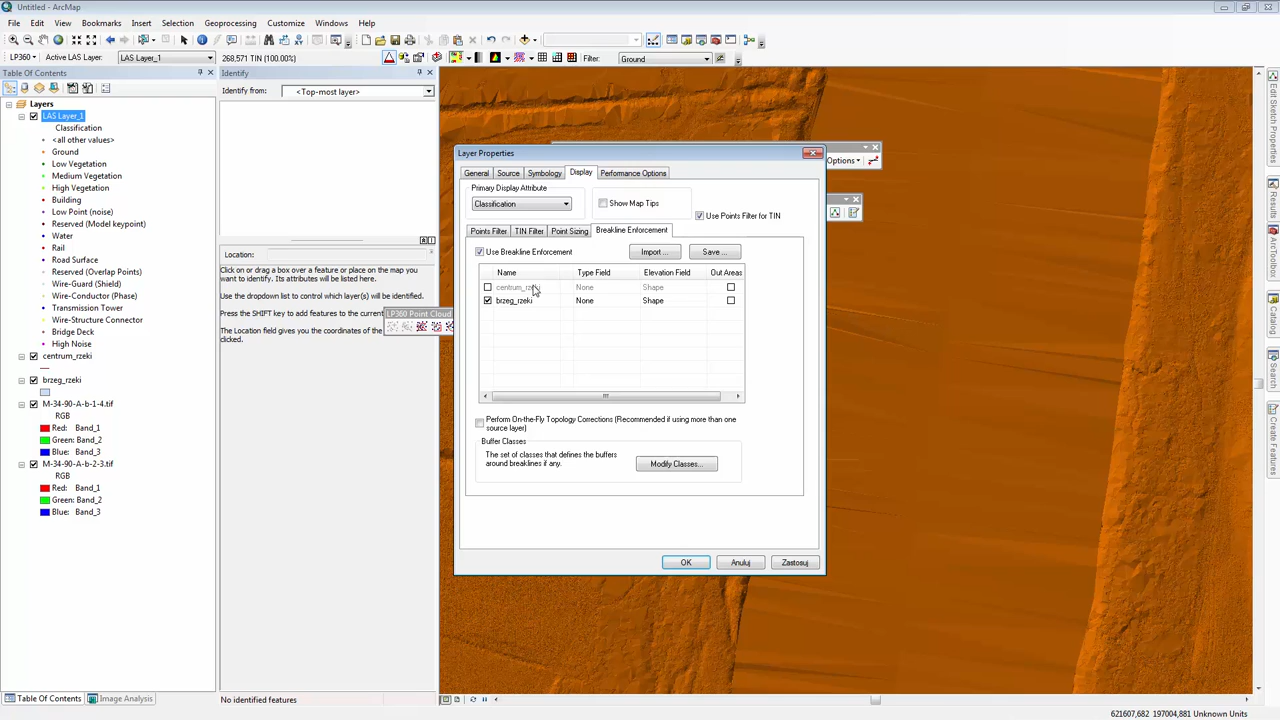 Untitled - ArcMap
File Edit View Bookmarks Insert Selection Geoprocessing Customize Windows Help
LP360 Active LAS Layer: LAS Layer_1 268,571 TIN (100.00%) Filter: Ground
Table Of Contents
Layers
LAS Layer_1
Classification
<all other values>
Ground
Low Vegetation
Medium Vegetation
High Vegetation
Building
Low Point (noise)
Reserved (Model keypoint)
Water
Rail
Road Surface
Reserved (Overlap Points)
Wire-Guard (Shield)
Wire-Conductor (Phase)
Transmission Tower
Wire-Structure Connector
Bridge Deck
High Noise
centrum_rzeki
brzeg_rzeki
M-34-90-A-b-1-4.tif
RGB
Red: Band_1
Green: Band_2
Blue: Band_3
M-34-90-A-b-2-3.tif
RGB
Red: Band_1
Green: Band_2
Blue: Band_3
Table Of Contents Image Analysis
Identify
Identify from: <Top-most layer>
Location:
Click on or drag a box over a feature or place on the map you want to identify. Its attributes will be listed here.
Use the dropdown list to control which layer(s) will be identified.
Press the SHIFT key to add features to the current
The Location field gives you the coordinates of the
clicked.
LP360 Point Cloud
No identified features
Options
Layer Properties
General Source Symbology Display Performance Options
Primary Display Attribute
Classification
Show Map Tips
Use Points Filter for TIN
Points Filter TIN Filter Point Sizing Breakline Enforcement
Use Breakline Enforcement Import ... Save ...
Name Type Field Elevation Field Out Areas
centrum_rzeki None Shape
brzeg_rzeki None Shape
Perform On-the-Fly Topology Corrections (Recommended if using more than one
source layer)
Buffer Classes
The set of classes that defines the buffers
around breaklines if any.
Modify Classes...
OK Anuluj Zastosuj
Edit Sketch Properties
Results
ArcToolbox
Catalog
Search
Create Features
621607,682 197004,881 Unknown Units